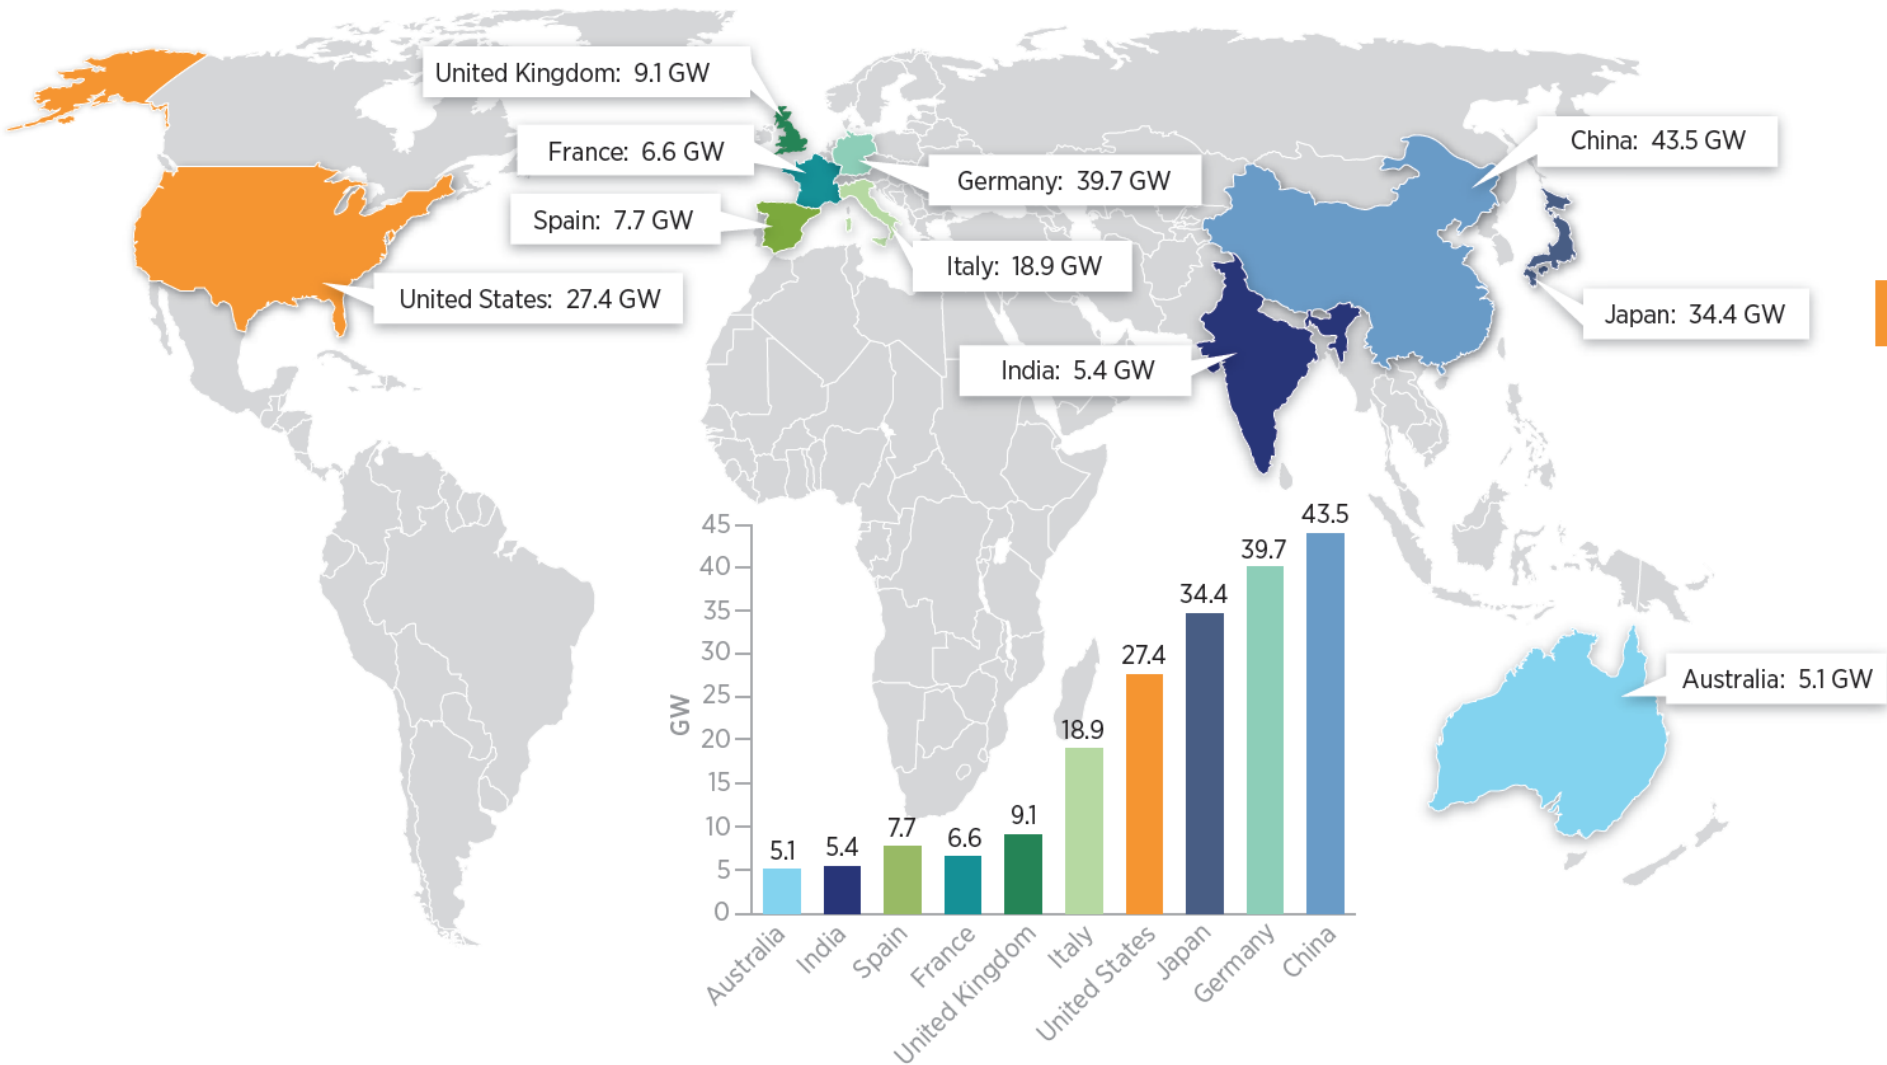 United Kingdom: 9.1 GW
France: 6.6 GW
Spain: 7.7 GW
United States: 27.4 GW
Germany: 39.7 GW
Italy: 18.9 GW
India: 5.4 GW
China: 43.5 GW
Japan: 34.4 GW
Australia: 5.1 GW
GW
45
40
35
30
25
20
15
10
5
0
5.1
5.4
7.7
6.6
9.1
18.9
27.4
34.4
39.7
43.5
Australia
India
Spain
France
United Kingdom
Italy
United States
Japan
Germany
China